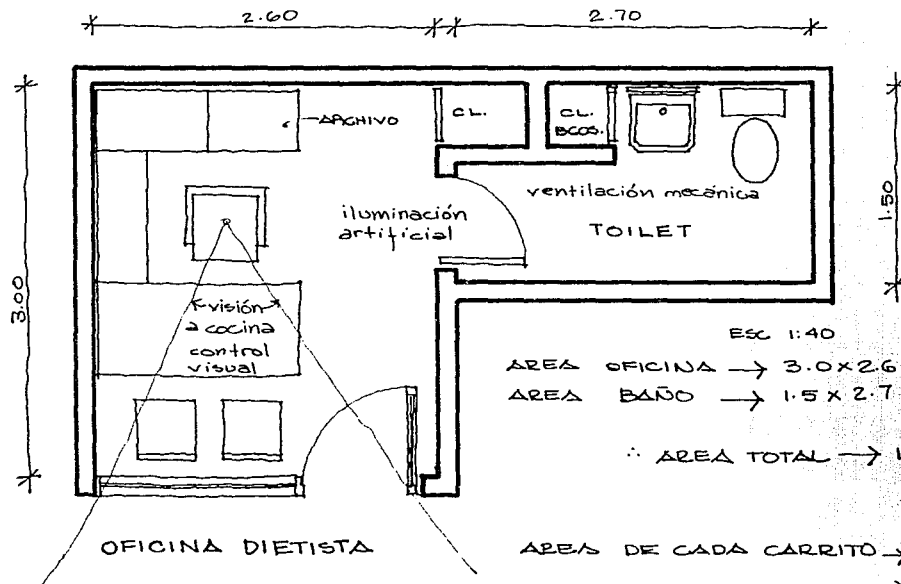 2.60
2.70
ARCHIVO
CL.
CL.
BCOS.
ventilación mecánica
TOILET
iluminación
artificial
1.50
3.00
visión
a cocina
control
visual
ESC 1:40
AREA OFICINA → 3.0 x 2.6
AREA BAÑO → 1.5 x 2.7
∴ AREA TOTAL →
OFICINA DIETISTA
AREA DE CADA CARRITO →